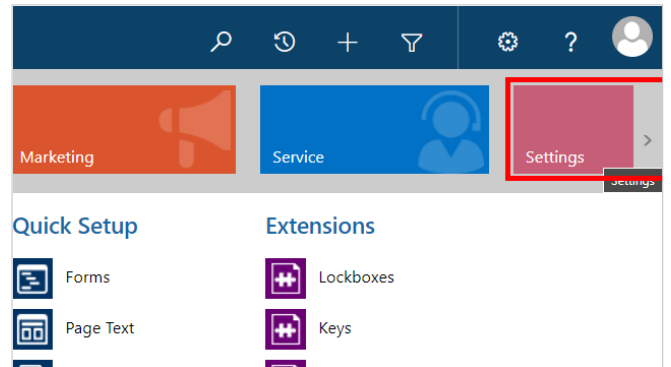 ?
Marketing
Service
Settings
Settings
Quick Setup
Extensions
Forms
Lockboxes
Page Text
Keys